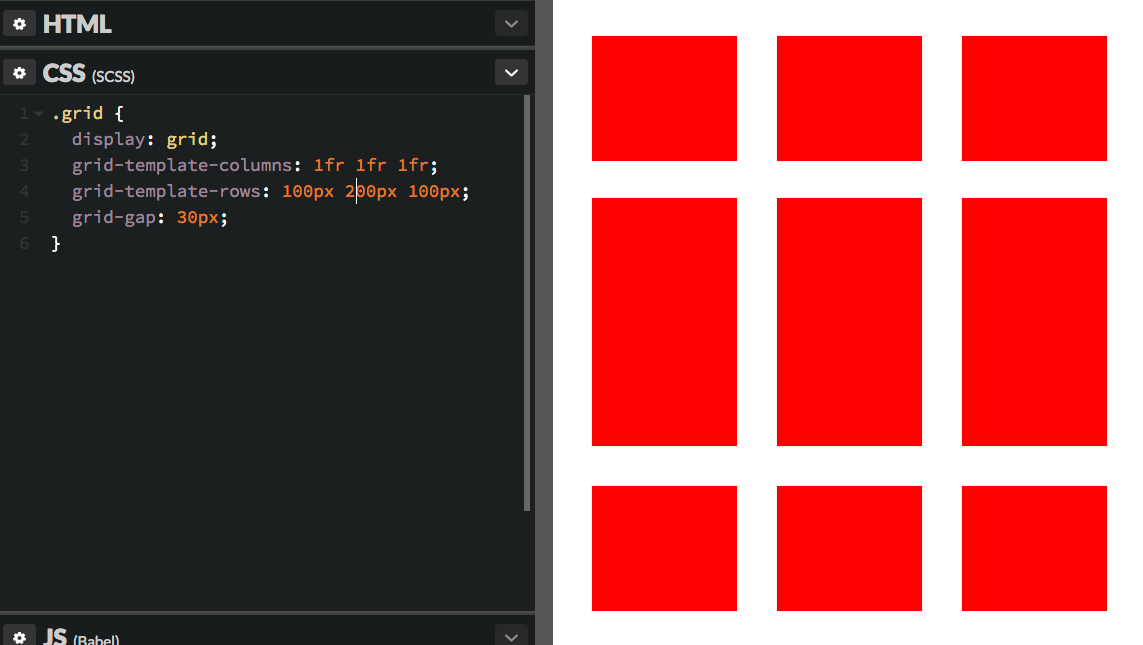 HTML
CSS (SCSS)
1 .grid {
2 display: grid;
3 grid-template-columns: 1fr 1fr 1fr;
4 grid-template-rows: 100px 200px 100px;
5 grid-gap: 30px;
6 }
JS (Babel)